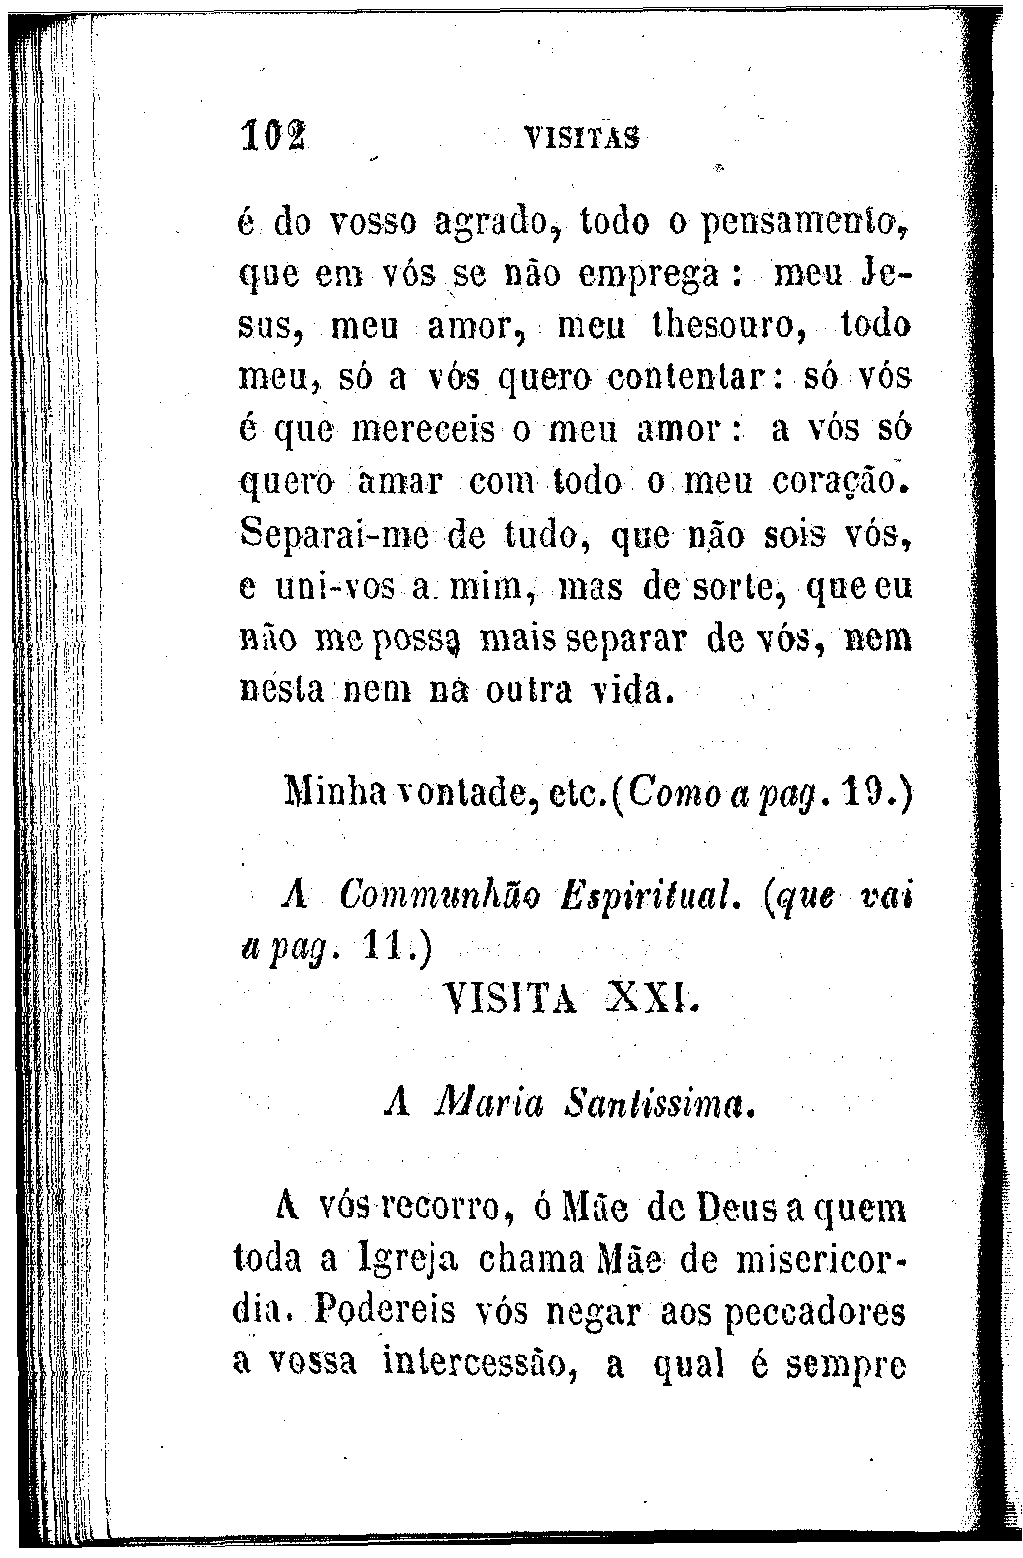 102 VISITAS
é do vosso agrado, todo o pensamento,
que em vós se não emprega : meu Je-
sus, meu amor, meu thesouro, todo
meu, só a vós quero contentar : só vós
é que mereceis o meu amor : a vós só
quero amar com todo o meu coração.
Separai-me de tudo, que não sois vós,
e uni-vos a mim, mas de sorte, que eu
não me possa mais separar de vós, nem
nesta nem na outra vida.
Minha vontade, etc. (Como a pag. 19.)
A Communhão Espiritual. (que vai
a pag. 11.)
VISITA XXI.
A Maria Santissima.
A vós recorro, ó Mãe de Deus a quem
toda a Igreja chama Mãe de misericor-
dia. Podereis vós negar aos peccadores
a vossa intercessão, a qual é sempre